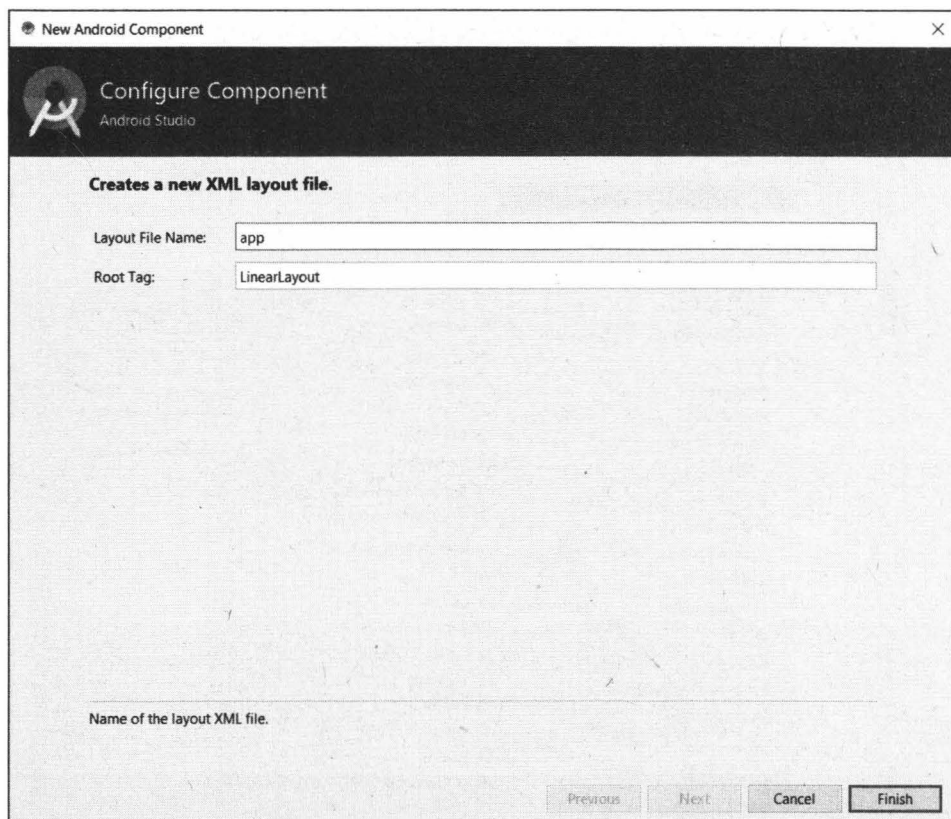 New Android Component
Configure Component
Android Studio
Creates a new XML layout file.
Layout File Name: app
Root Tag: LinearLayout
Name of the layout XML file.
Previous Next Cancel Finish